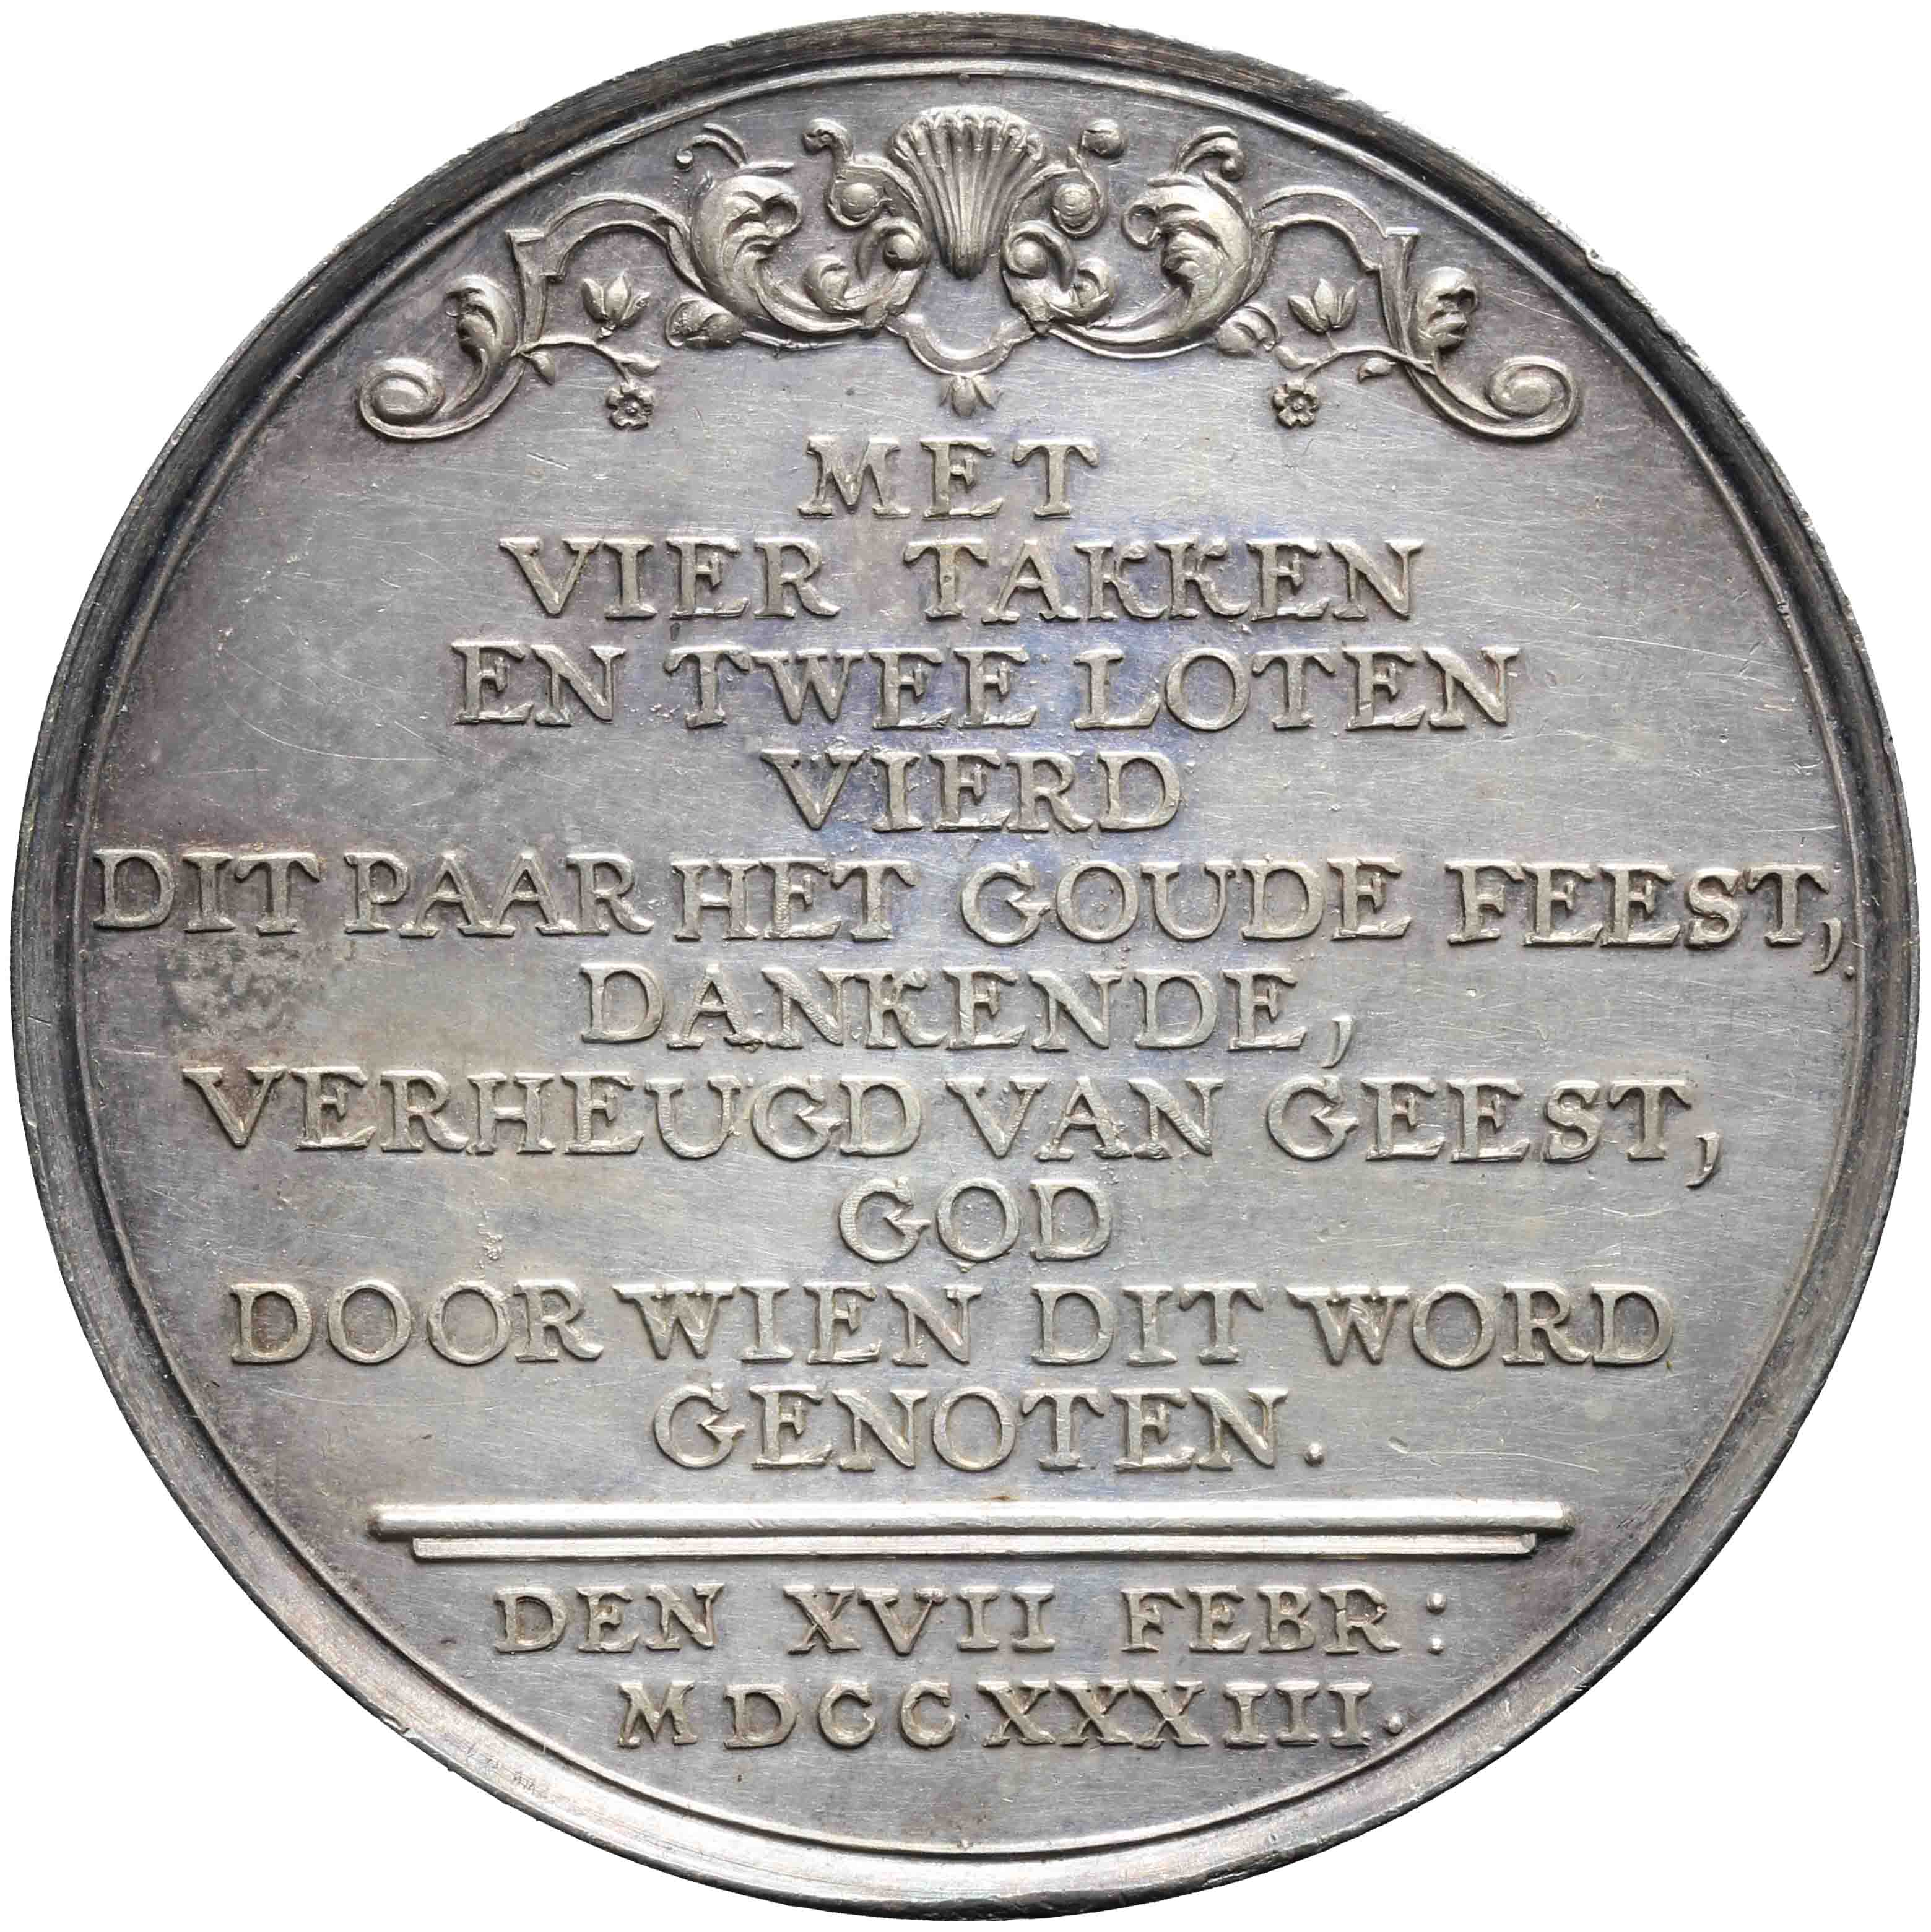 MET
VIER TAKKEN
EN TWEE LOTEN
VIERD
DIT PAAR HET GOUDE FEEST,
DANKENDE,
VERHEUGD VAN GEEST,
GOD
DOOR WIEN DIT WORD
GENOTEN.
DEN XVII FEBR:
MDCCXXXIII.